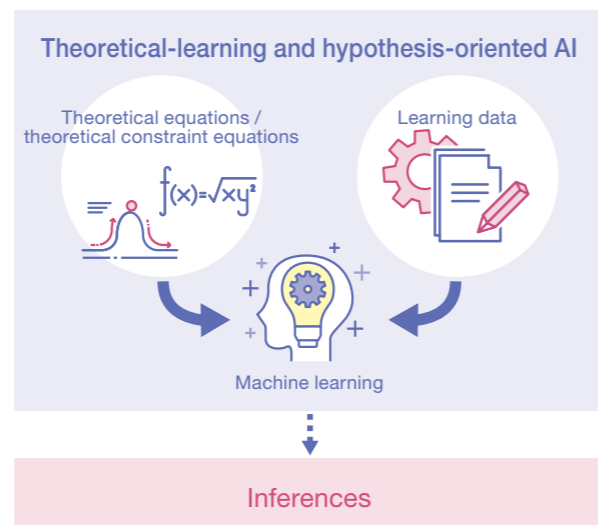 Theoretical-learning and hypothesis-oriented AI
Theoretical equations /
theoretical constraint equations
Learning data
f(x)=√xy²
Machine learning
Inferences